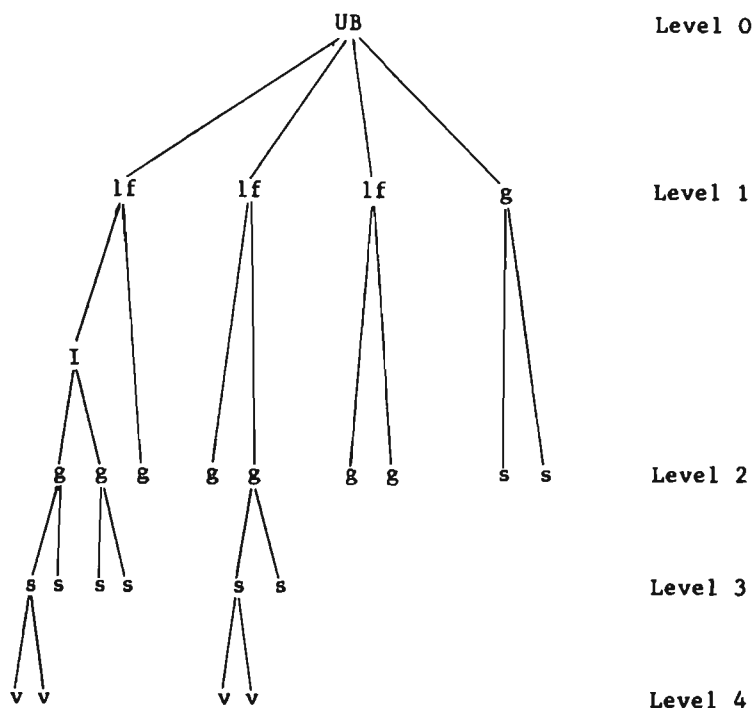 UB Level 0
lf lf lf g Level 1
I
g g g g g g g s s Level 2
s s s s s s Level 3
v v v v Level 4